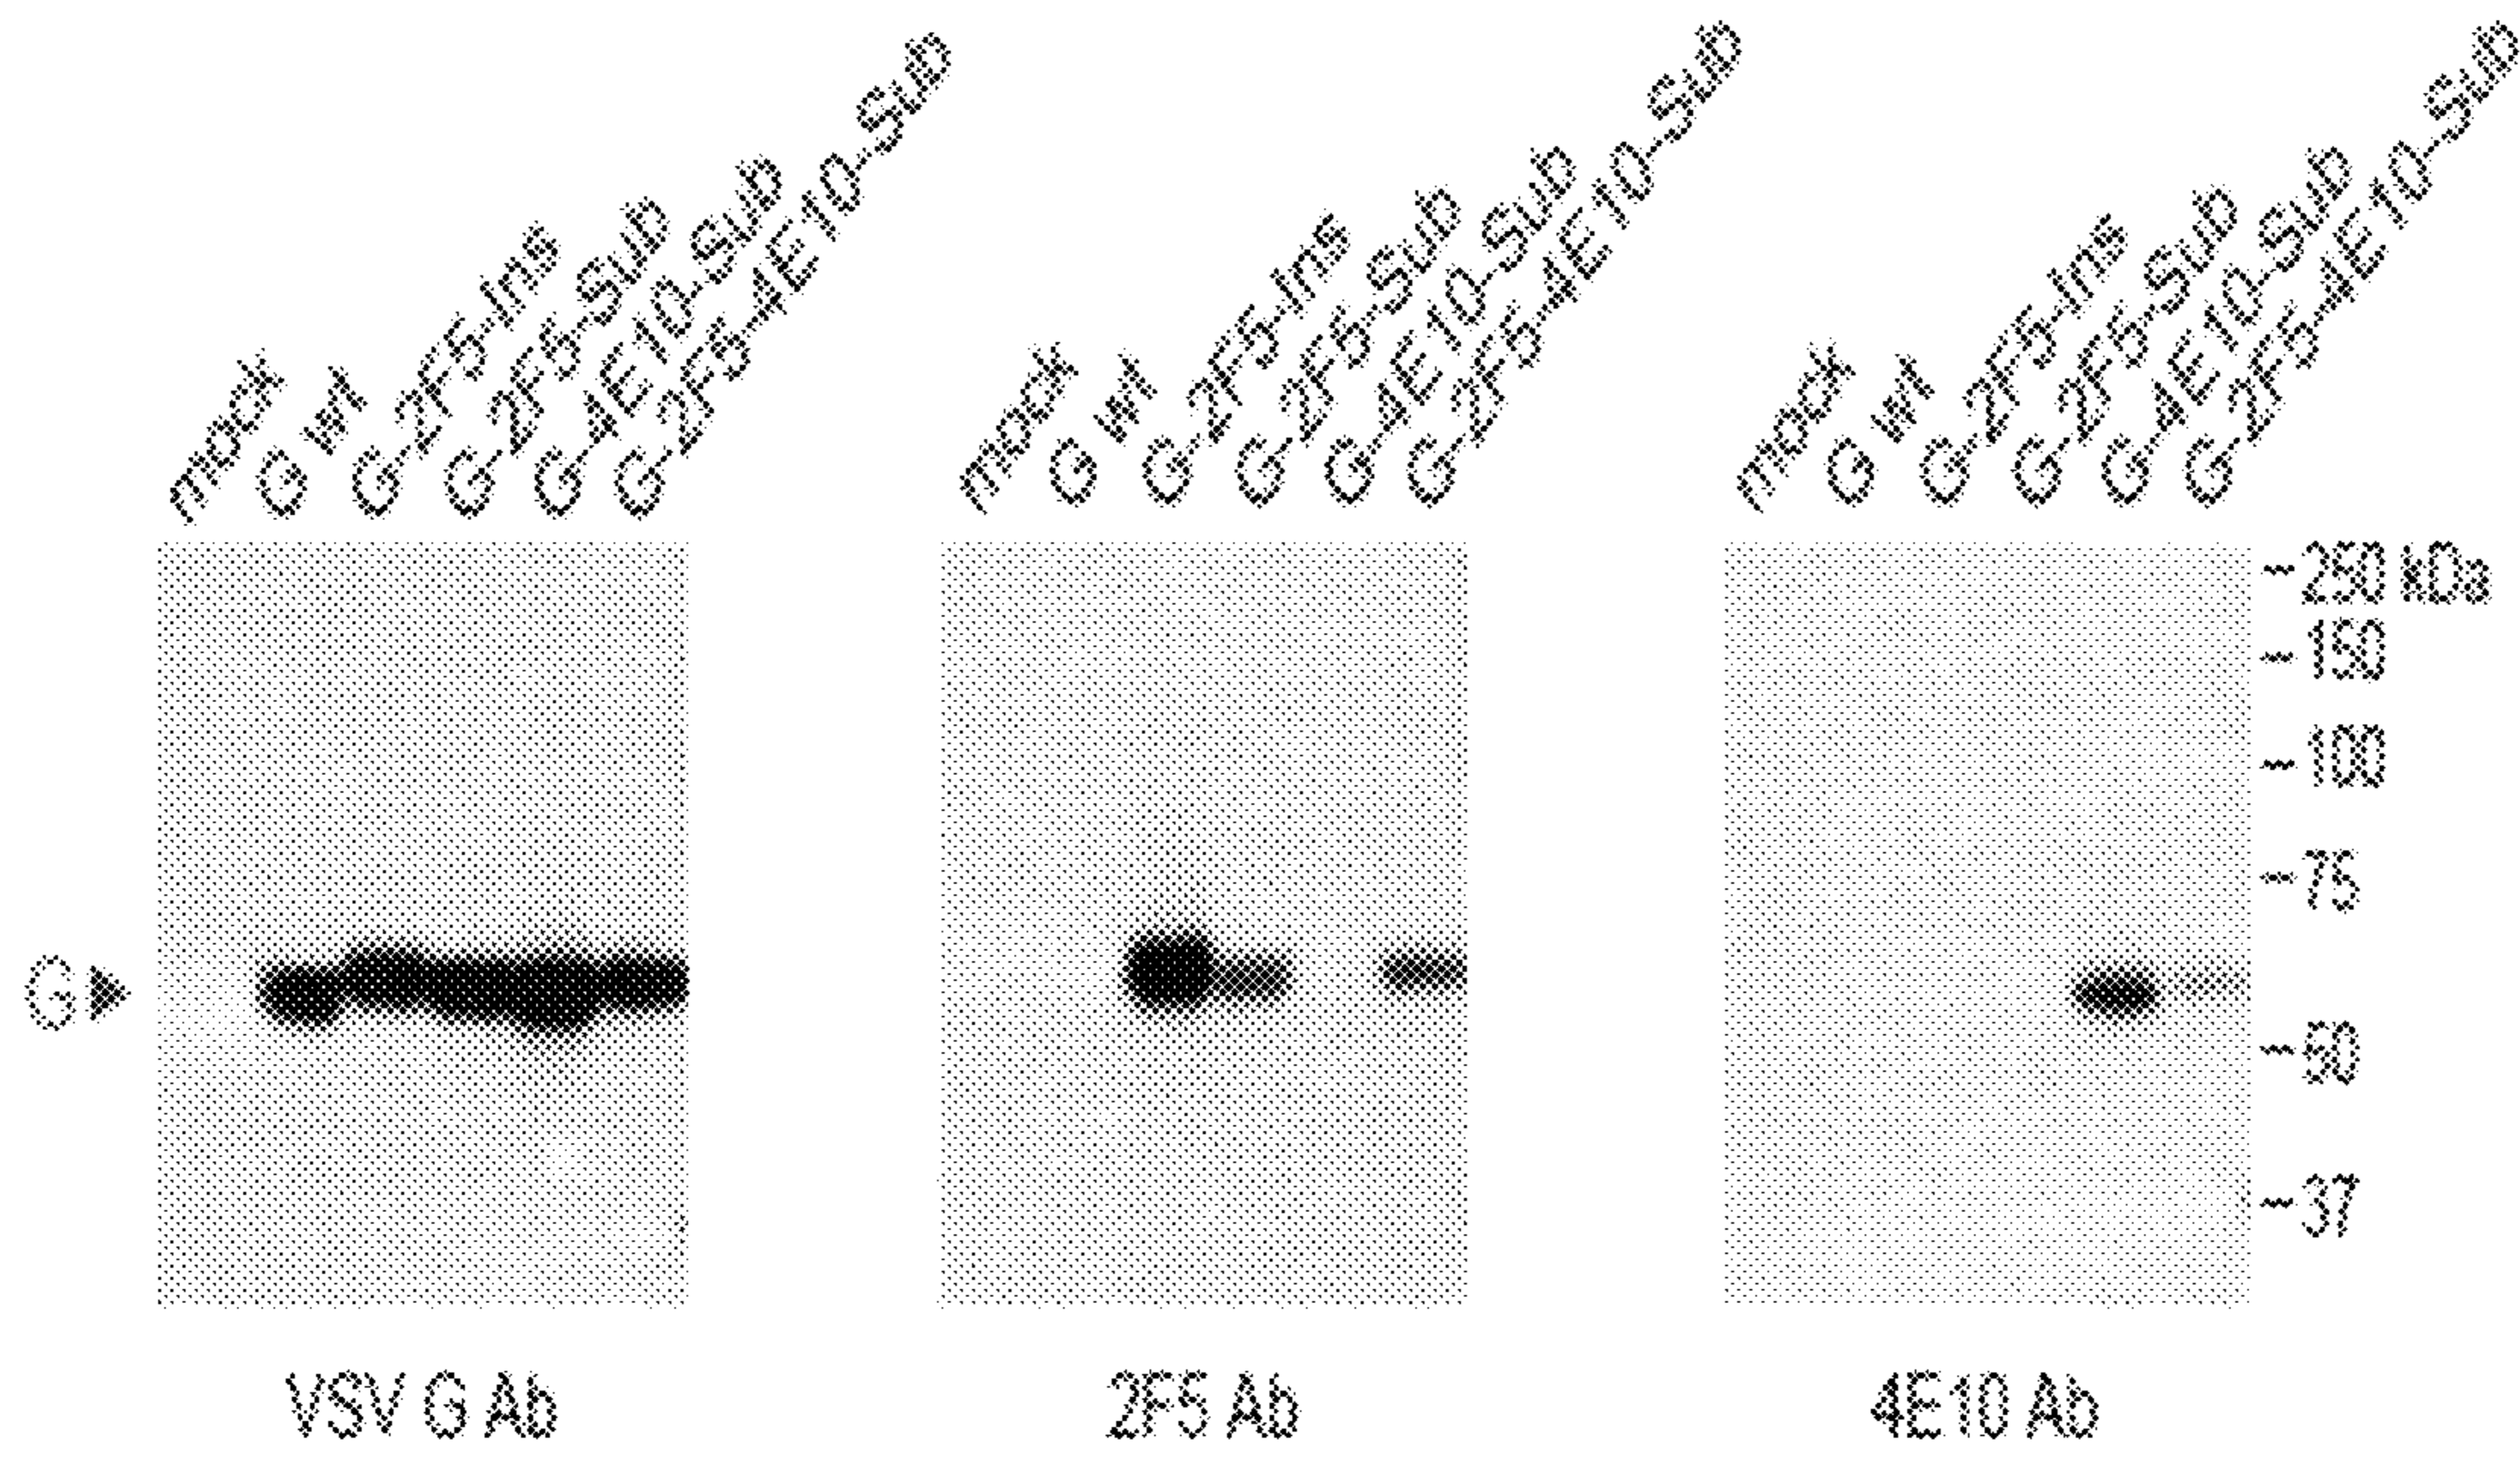 mock
G wt
G-2F5-Ins
G-2F5-Sub
G-4E10-Sub
G-2F5-4E10-Sub
mock
G wt
G-2F5-Ins
G-2F5-Sub
G-4E10-Sub
G-2F5-4E10-Sub
mock
G wt
G-2F5-Ins
G-2F5-Sub
G-4E10-Sub
G-2F5-4E10-Sub
-250 kDa
-150
-100
-75
G
-50
-37
VSV G Ab
2F5 Ab
4E10 Ab